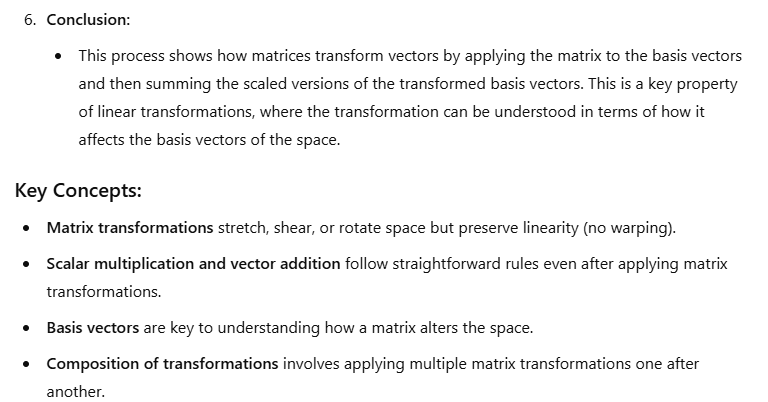 6. Conclusion:
• This process shows how matrices transform vectors by applying the matrix to the basis vectors
and then summing the scaled versions of the transformed basis vectors. This is a key property
of linear transformations, where the transformation can be understood in terms of how it
affects the basis vectors of the space.
Key Concepts:
• Matrix transformations stretch, shear, or rotate space but preserve linearity (no warping).
• Scalar multiplication and vector addition follow straightforward rules even after applying matrix
transformations.
• Basis vectors are key to understanding how a matrix alters the space.
• Composition of transformations involves applying multiple matrix transformations one after
another.